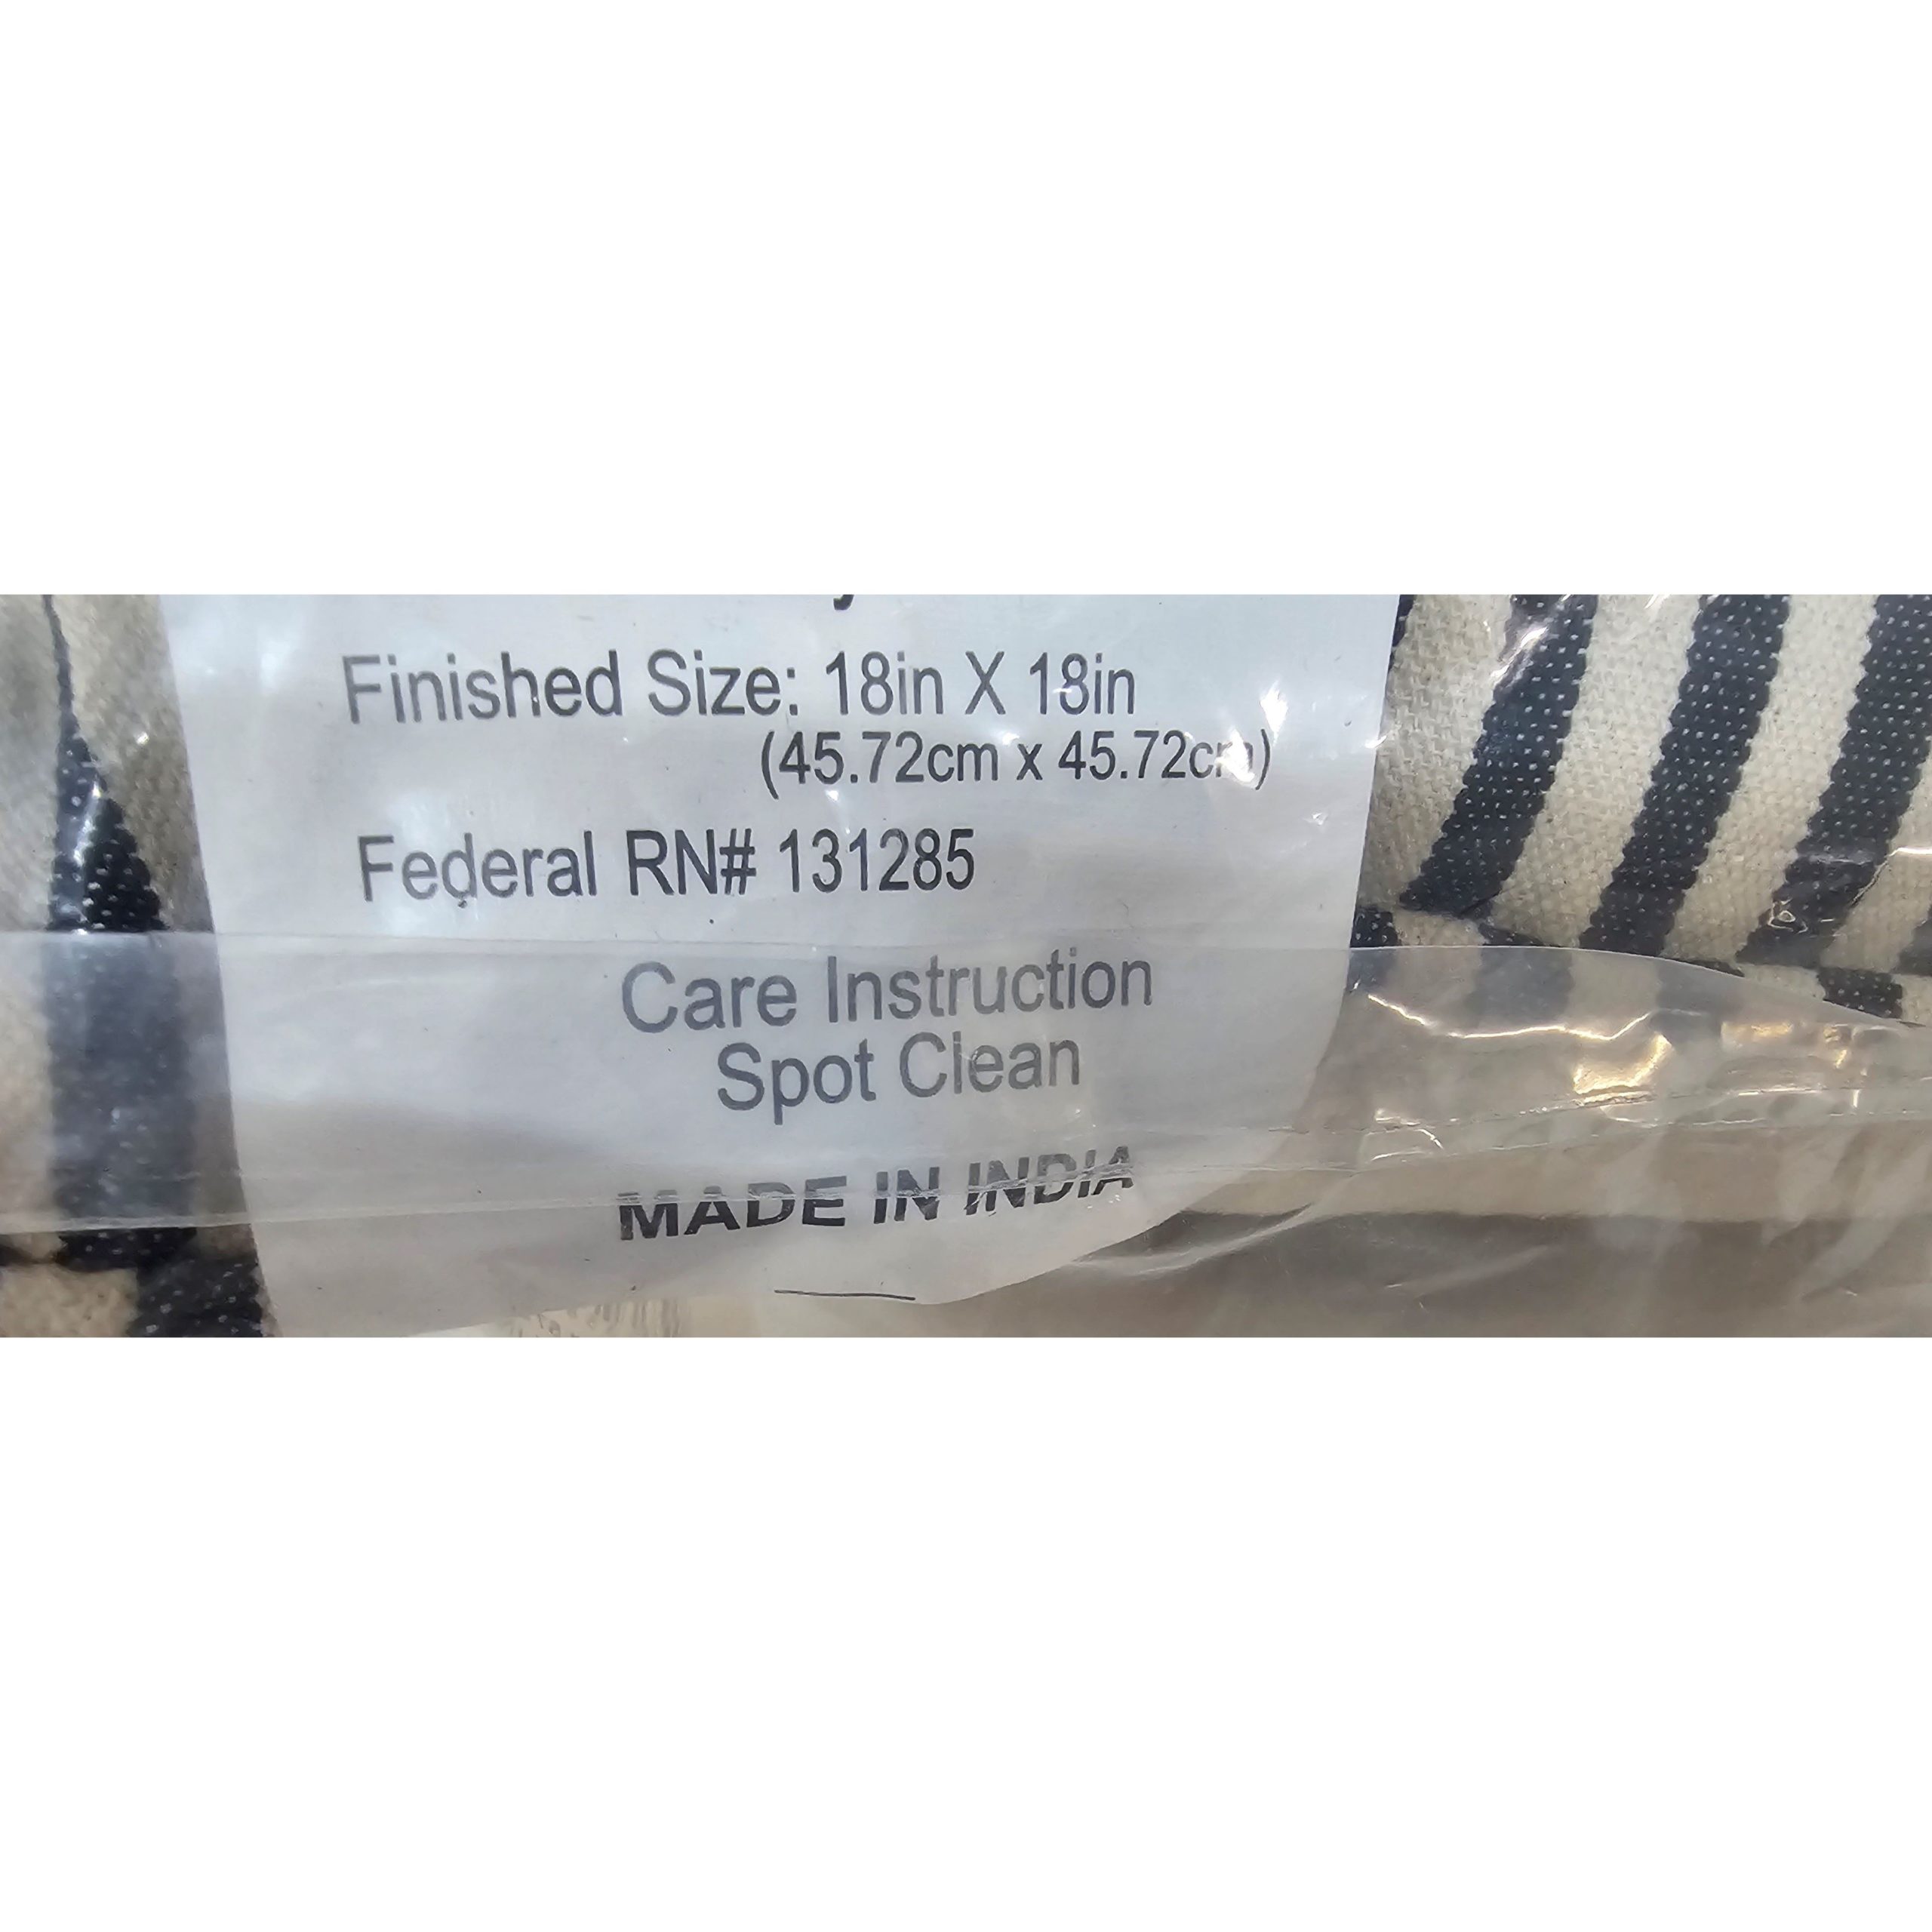 Finished Size: 18in X 18in
(45.72cm x 45.72cm)
Federal RN# 131285
Care Instruction
Spot Clean
MADE IN INDIA